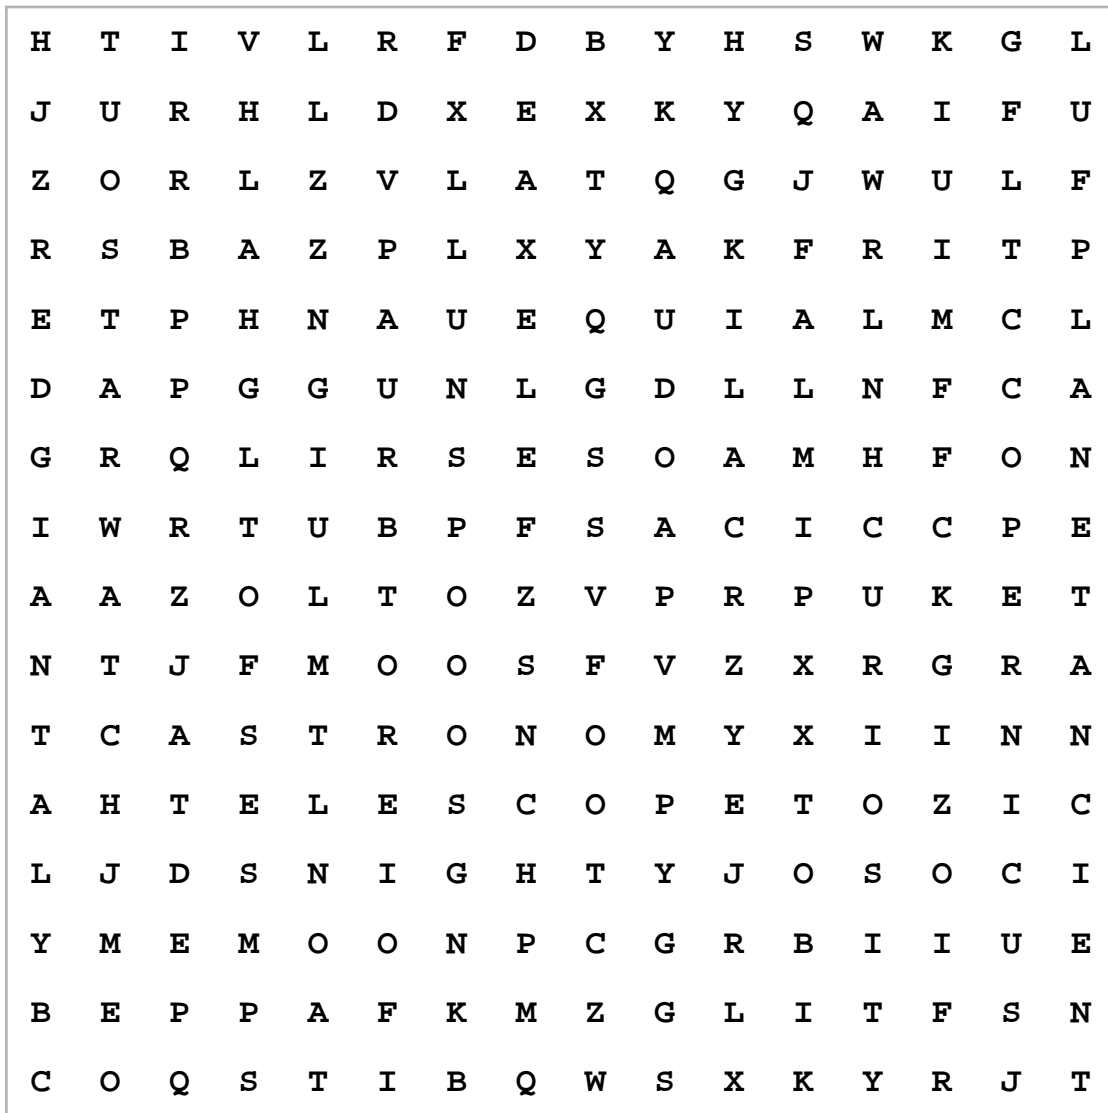 H T I V L R F D B Y H S W K G L
J U R H L D X E X K Y Q A I F U
Z O R L Z V L A T Q G J W U L F
R S B A Z P L X Y A K F R I T P
E T P H N A U E Q U I A L M C L
D A P G G U N L G D L L N F C A
G R Q L I R S E S O A M H F O N
I W R T U B P F S A C I C C P E
A A Z O L T O Z V P R P U K E T
N T J F M O O S F V Z X R G R A
T C A S T R O N O M Y X I I N N
A H T E L E S C O P E T O Z I C
L J D S N I G H T Y J O S O C I
Y M E M O O N P C G R B I I U E
B E P P A F K M Z G L I T F S N
C O Q S T I B Q W S X K Y R J T